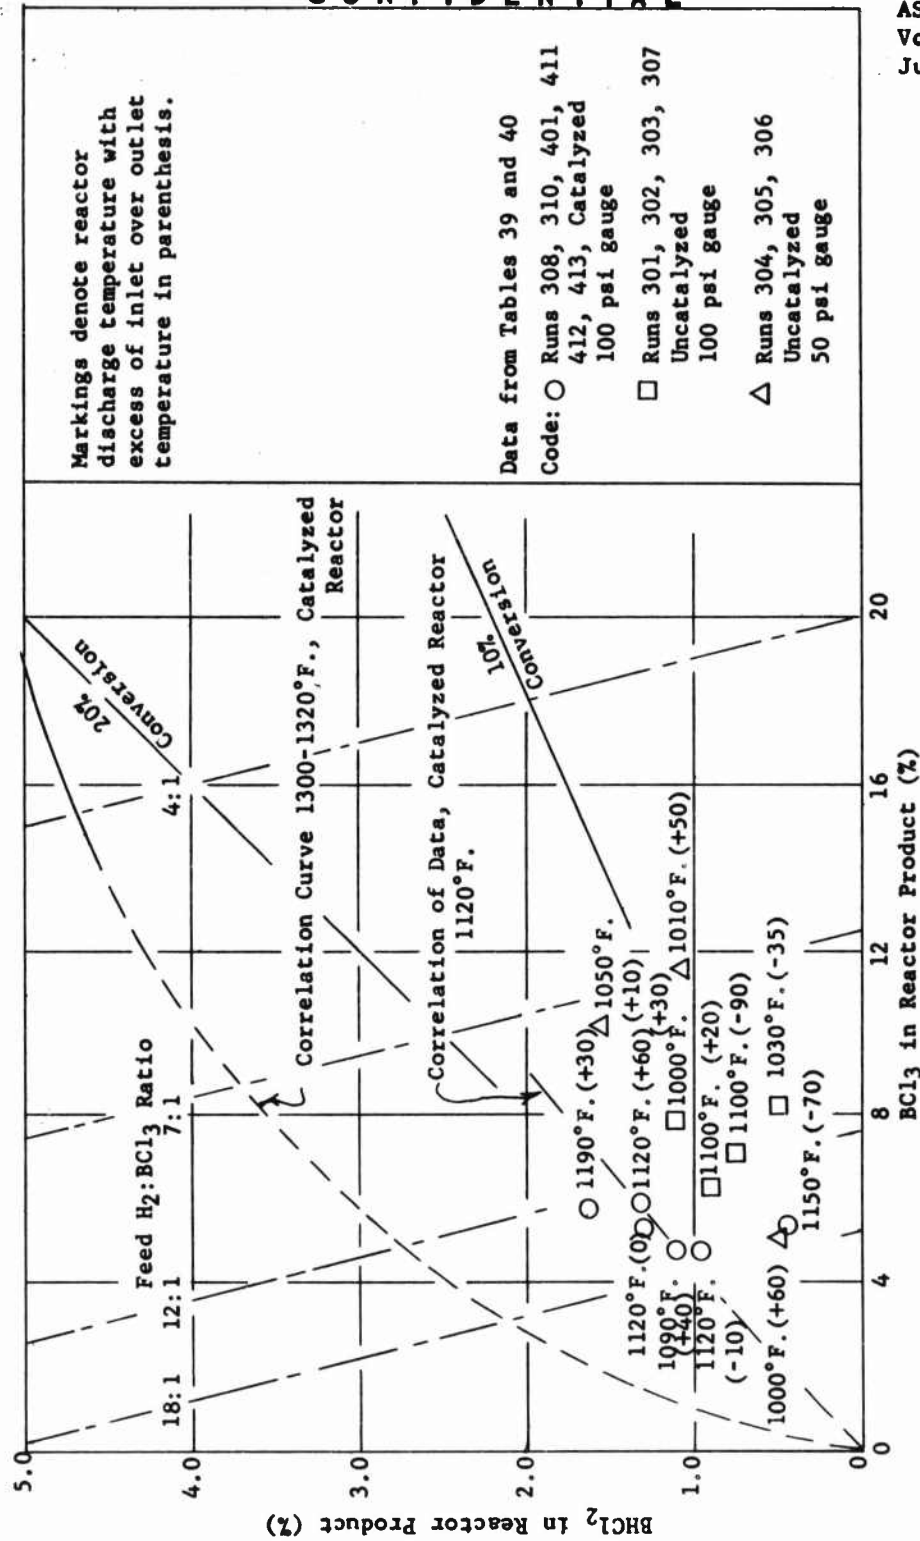 CONFIDENTIAL
AS
Vo
Ju
Markings denote reactor
discharge temperature with
excess of inlet over outlet
temperature in parenthesis.
Data from Tables 39 and 40
Code: ○ Runs 308, 310, 401, 411
412, 413, Catalyzed
100 psi gauge
□ Runs 301, 302, 303, 307
Uncatalyzed
100 psi gauge
△ Runs 304, 305, 306
Uncatalyzed
50 psi gauge
BHCl2 in Reactor Product (%)
5.0
4.0
3.0
2.0
1.0
0
Feed H2:BCl3 Ratio
18:1
12:1
7:1
4:1
20%
Conversion
Correlation Curve 1300-1320°F., Catalyzed
Reactor
Correlation of Data, Catalyzed Reactor
1120°F.
10%
Conversion
1190°F.(+30)
1050°F.
(+10)
1120°F.(0)
1120°F.(+60)
1090°F.
(+40)
1000°F.
(+30)
1010°F.(+50)
1120°F.
(-10)
1100°F.(+20)
1100°F.(-90)
1030°F.(-35)
1000°F.(+60)
1150°F.(-70)
0
4
8
12
16
20
BCl3 in Reactor Product (%)